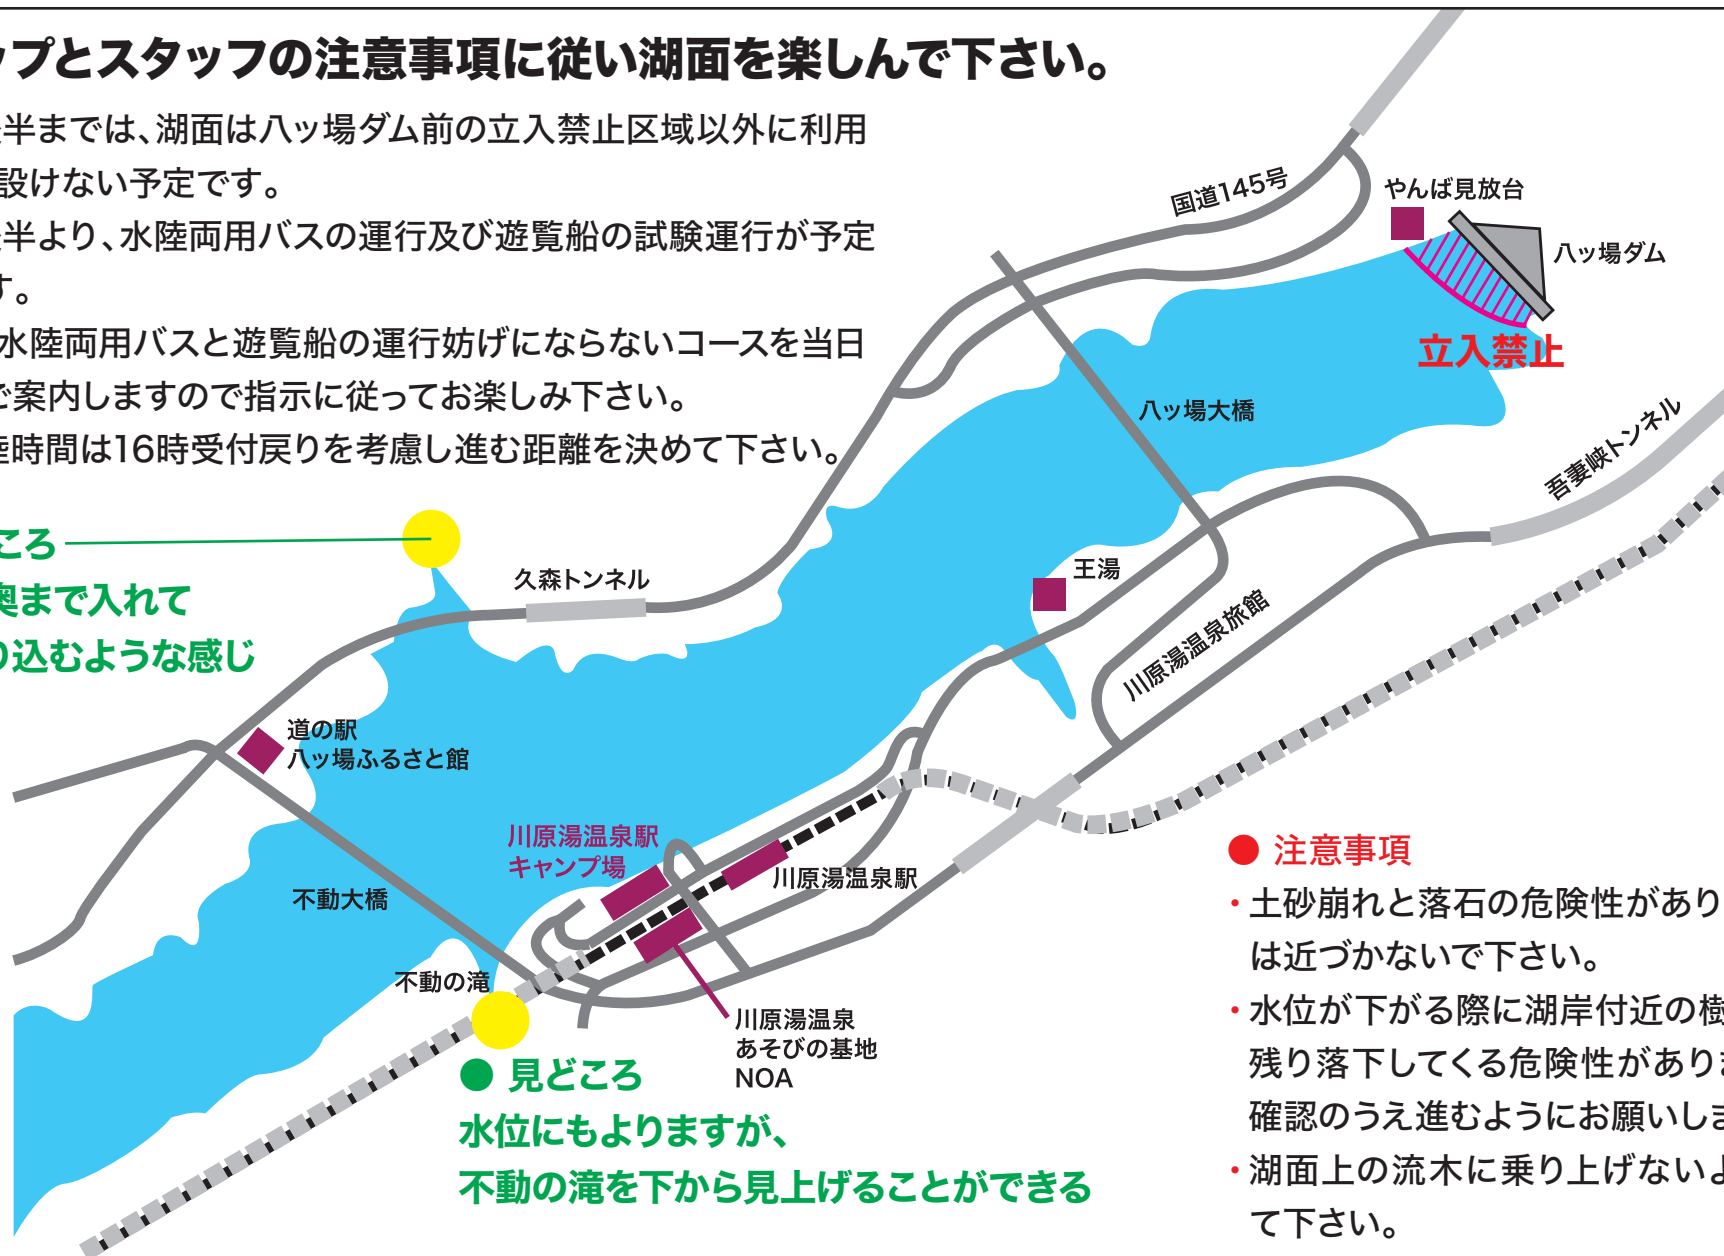 ップとスタッフの注意事項に従い湖面を楽しんで下さい。
半までは、湖面は八ッ場ダム前の立入禁止区域以外に利用
設けない予定です。
半より、水陸両用バスの運行及び遊覧船の試験運行が予定
す。
水陸両用バスと遊覧船の運行妨げにならないコースを当日
ご案内しますので指示に従ってお楽しみ下さい。
時間は16時受付戻りを考慮し進む距離を決めて下さい。
国道145号
やんば見放台
八ッ場ダム
立入禁止
八ッ場大橋
吾妻峡トンネル
ころ
奥まで入れて
り込むような感じ
久森トンネル
王湯
川原湯温泉旅館
道の駅
八ッ場ふるさと館
川原湯温泉駅
キャンプ場
川原湯温泉駅
不動大橋
不動の滝
川原湯温泉
あそびの基地
NOA
● 見どころ
水位にもよりますが、
不動の滝を下から見上げることができる
● 注意事項
・土砂崩れと落石の危険性があり
は近づかないで下さい。
・水位が下がる際に湖岸付近の樹
残り落下してくる危険性がありま
確認のうえ進むようにお願いしま
・湖面上の流木に乗り上げないよ
て下さい。